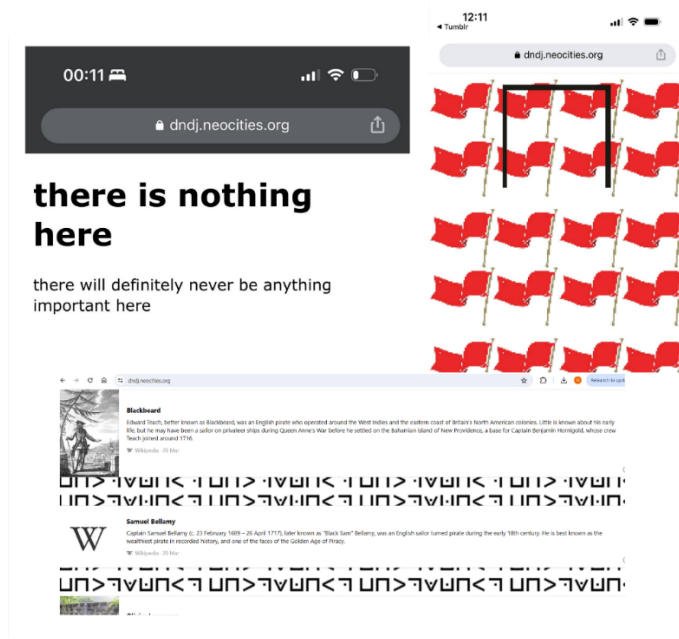 12:11
◀ Tumblr
dndj.neocities.org
00:11
dndj.neocities.org
there is nothing
here
there will definitely never be anything
important here
dndj.neocities.org
Blackbeard
Edward Teach, better known as Blackbeard, was an English pirate who operated around the West Indies and the eastern coast of Britain's North American colonies. Little is known about his early
life, but he may have been a sailor on privateer ships during Queen Anne's War before he settled on the Bahamian island of New Providence, a base for Captain Benjamin Hornigold, whose crew
Teach joined around 1716.
W Wikipedia · 20 Mar
Samuel Bellamy
Captain Samuel Bellamy (c. 23 February 1689 – 26 April 1717), later known as "Black Sam" Bellamy, was an English sailor turned pirate during the early 18th century. He is best known as the
wealthiest pirate in recorded history, and one of the faces of the Golden Age of Piracy.
W Wikipedia · 20 Mar